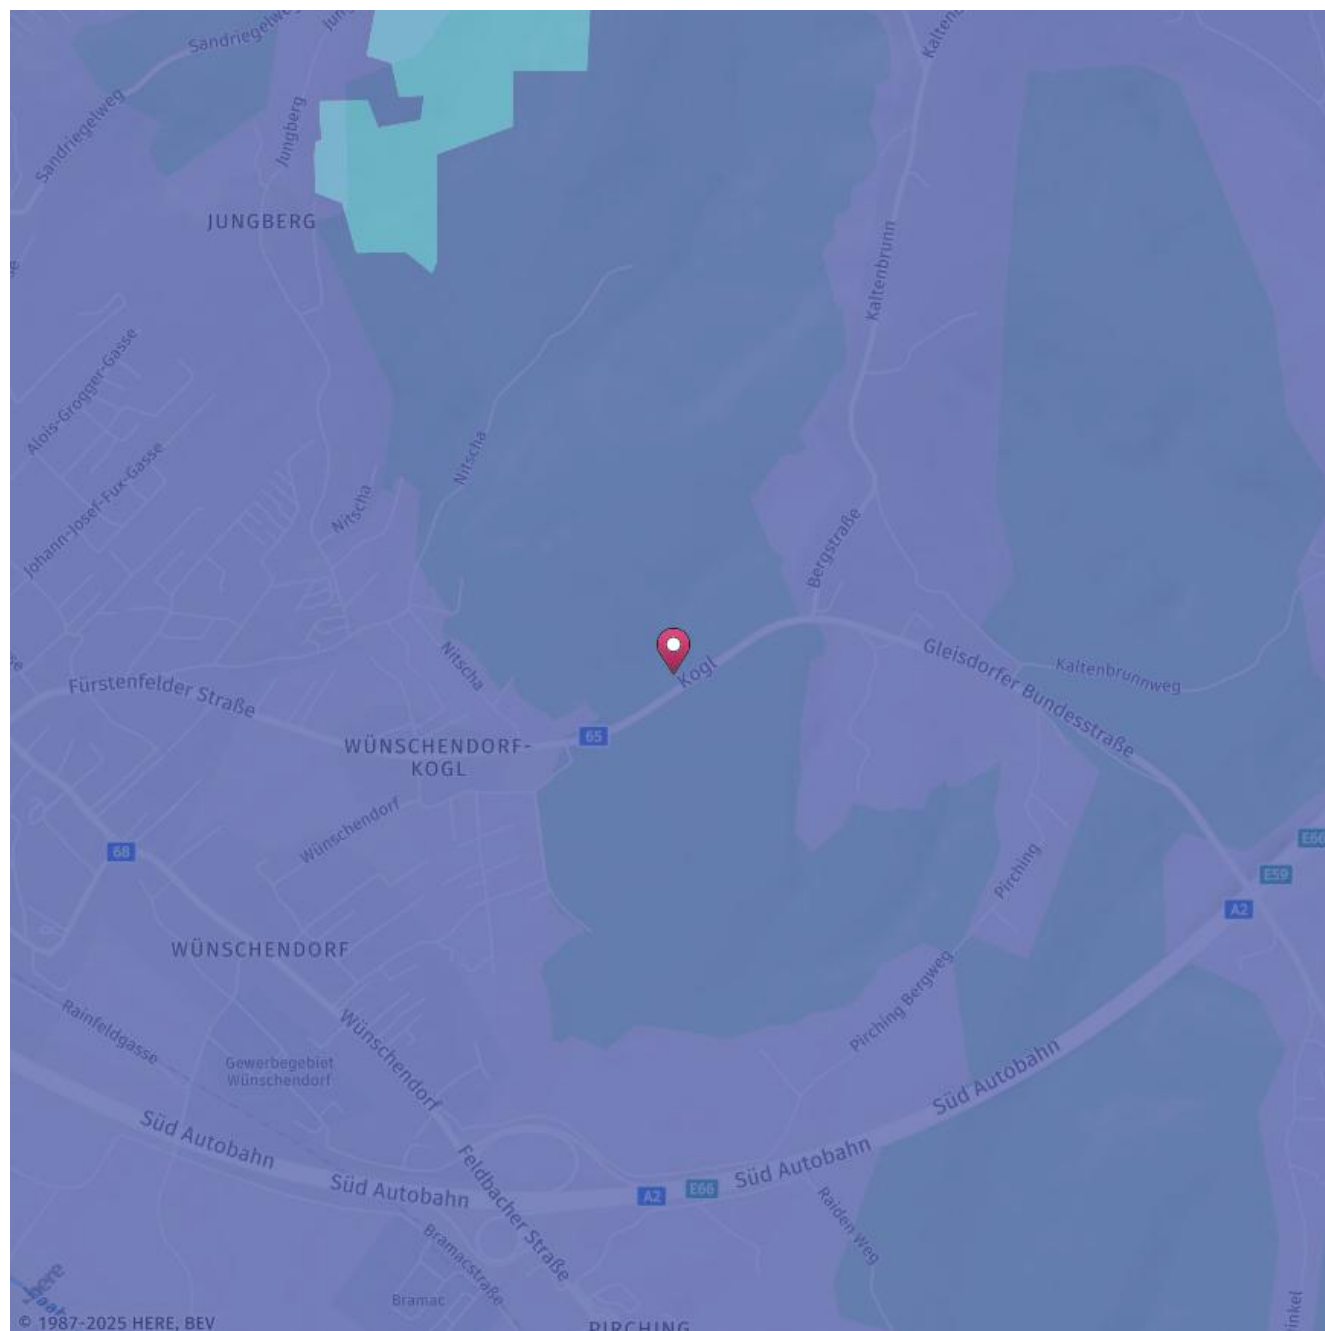 Sandriegelweg
Kaltenb
Jungberg
Sandriegelweg
JUNGBERG
Kaltenbrunn
Alois-Grogger-Gasse
Nitscha
Johann-Josef-Fux-Gasse
Nitscha
Bergstraße
Nitscha
Kogl
Gleisdorfer Bundesstraße
Kaltenbrunnweg
Fürstenfelder Straße
65
WÜNSCHENDORF-
KOGL
Wünschendorf
68
E66
E59
Pirching
A2
WÜNSCHENDORF
Pirching Bergweg
Rainfeldgasse
Wünschendorf
Gewerbegebiet
Wünschendorf
Süd Autobahn
Süd Autobahn
Süd Autobahn
Süd Autobahn
Feldbacher Straße
A2
E66
Raiden Weg
Bramacstraße
Bramac
here
inkel
© 1987-2025 HERE, BEV
PIRCHING